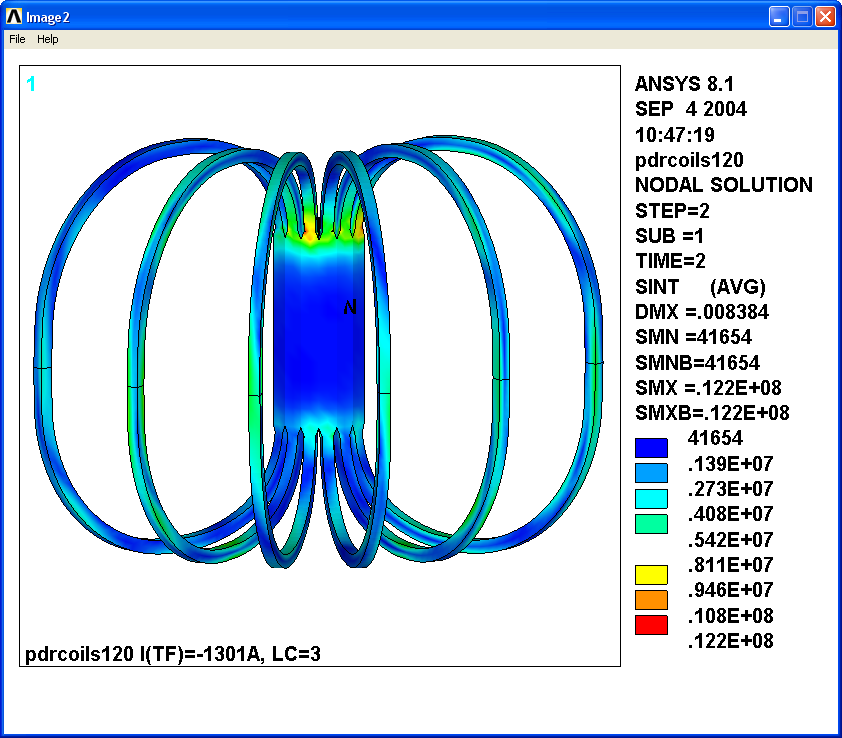 Image2
File Help
1
ANSYS 8.1
SEP 4 2004
10:47:19
pdrcoils120
NODAL SOLUTION
STEP=2
SUB =1
TIME=2
SINT (AVG)
DMX =.008384
SMN =41654
SMNB=41654
SMX =.122E+08
SMXB=.122E+08
41654
.139E+07
.273E+07
.408E+07
.542E+07
.811E+07
.946E+07
.108E+08
.122E+08
pdrcoils120 I(TF)=-1301A, LC=3